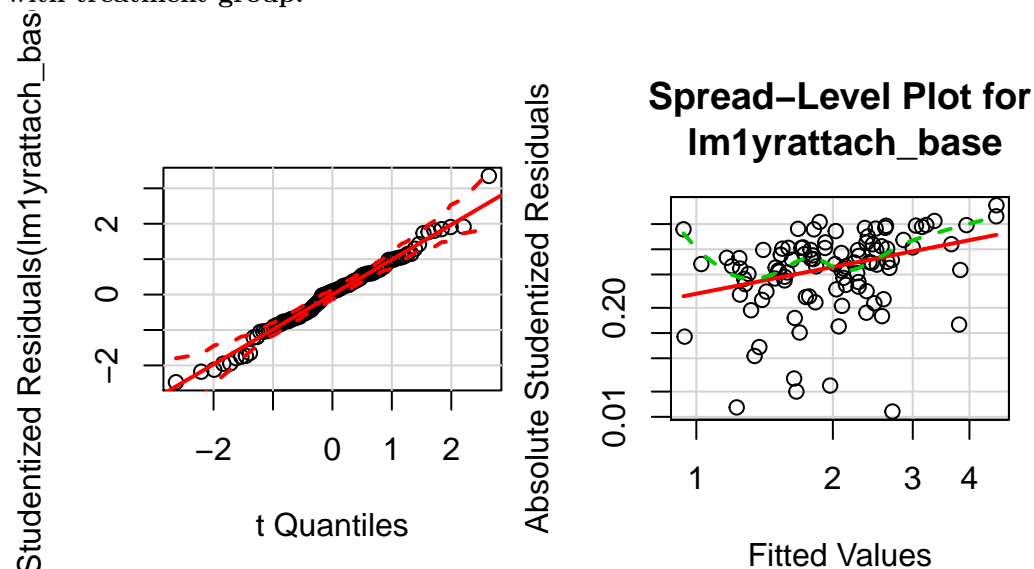 with treatment group.
Studentized Residuals(lm1yrattach_bas
2
0
−2
−2
0
1
2
t Quantiles
Spread−Level Plot for
lm1yrattach_base
Absolute Studentized Residuals
0.20
0.01
1
2
3
4
Fitted Values